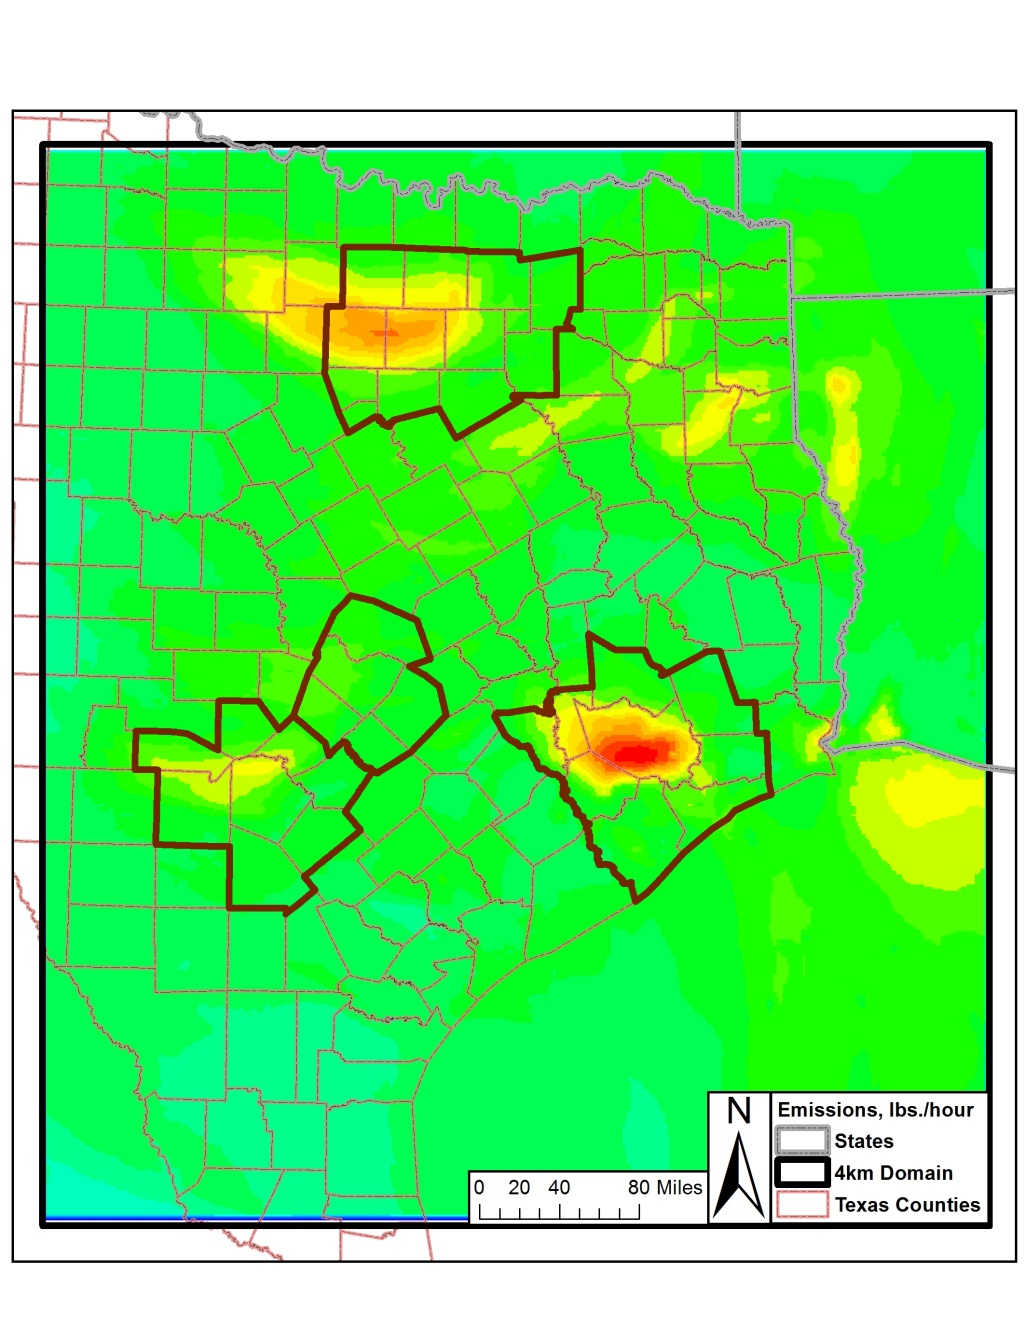 N
Emissions, lbs./hour
States
4km Domain
Texas Counties
0 20 40 80 Miles